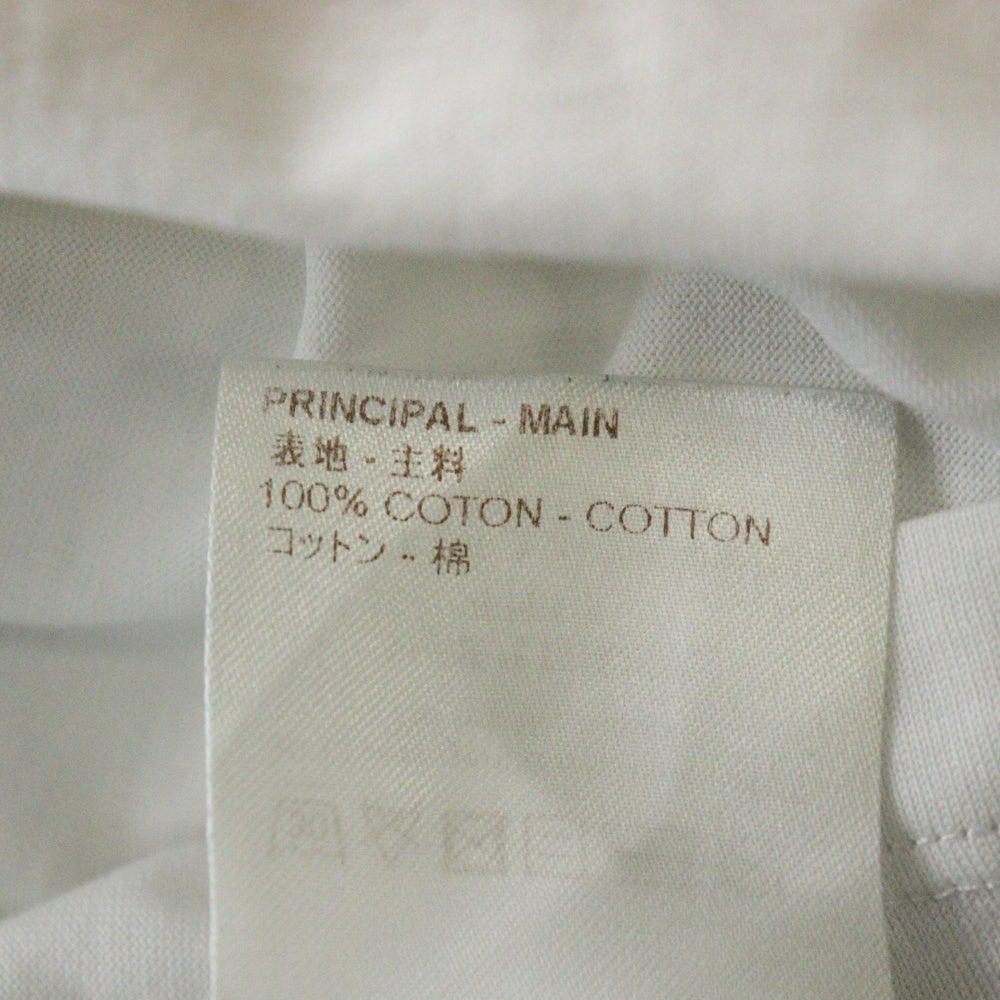 PRINCIPAL - MAIN
表地 - 主料
100% COTON - COTTON
コットン - 棉